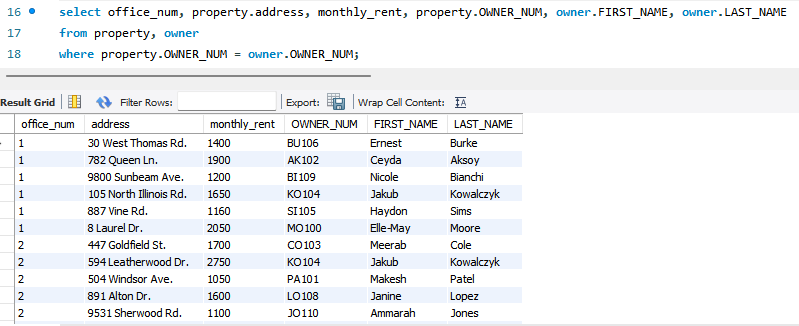 16 select office_num, property.address, monthly_rent, property.OWNER_NUM, owner.FIRST_NAME, owner.LAST_NAME
17 from property, owner
18 where property.OWNER_NUM = owner.OWNER_NUM;
Result Grid Filter Rows: Export: Wrap Cell Content: IA
office_num address monthly_rent OWNER_NUM FIRST_NAME LAST_NAME
1 30 West Thomas Rd. 1400 BU106 Ernest Burke
1 782 Queen Ln. 1900 AK102 Ceyda Aksoy
1 9800 Sunbeam Ave. 1200 BI109 Nicole Bianchi
1 105 North Illinois Rd. 1650 KO104 Jakub Kowalczyk
1 887 Vine Rd. 1160 SI105 Haydon Sims
1 8 Laurel Dr. 2050 MO100 Elle-May Moore
2 447 Goldfield St. 1700 CO103 Meerab Cole
2 594 Leatherwood Dr. 2750 KO104 Jakub Kowalczyk
2 504 Windsor Ave. 1050 PA101 Makesh Patel
2 891 Alton Dr. 1600 LO108 Janine Lopez
2 9531 Sherwood Rd. 1100 JO110 Ammarah Jones